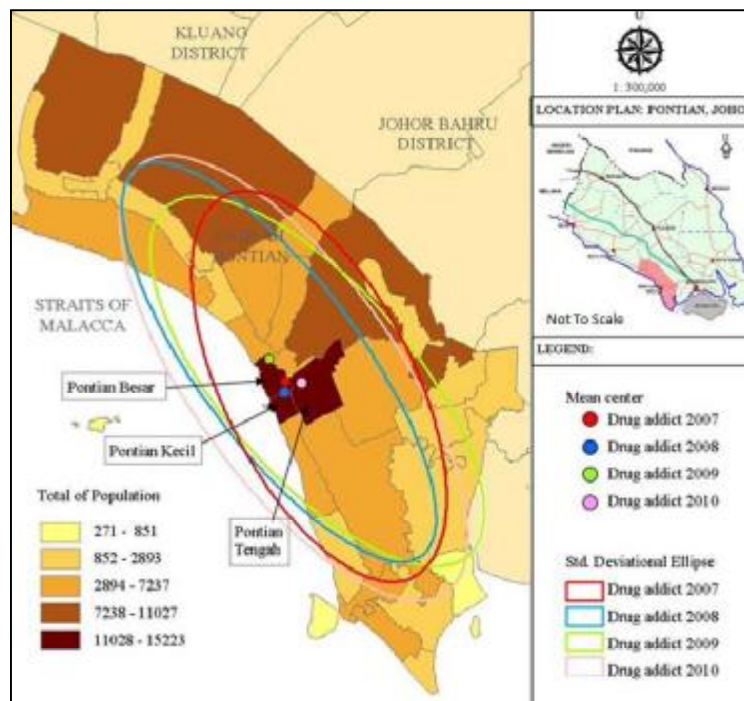 KLUANG
DISTRICT
JOHOR BAHRU
DISTRICT
PONTIAN
STRAITS OF
MALACCA
Pontian Besar
Pontian Kecil
Pontian
Tengah
Total of Population
271 - 851
852 - 2893
2894 - 7237
7238 - 11027
11028 - 15223
1: 300,000
LOCATION PLAN: PONTIAN, JOHO
Not To Scale
LEGEND:
Mean center
Drug addict 2007
Drug addict 2008
Drug addict 2009
Drug addict 2010
Std. Deviational Ellipse
Drug addict 2007
Drug addict 2008
Drug addict 2009
Drug addict 2010